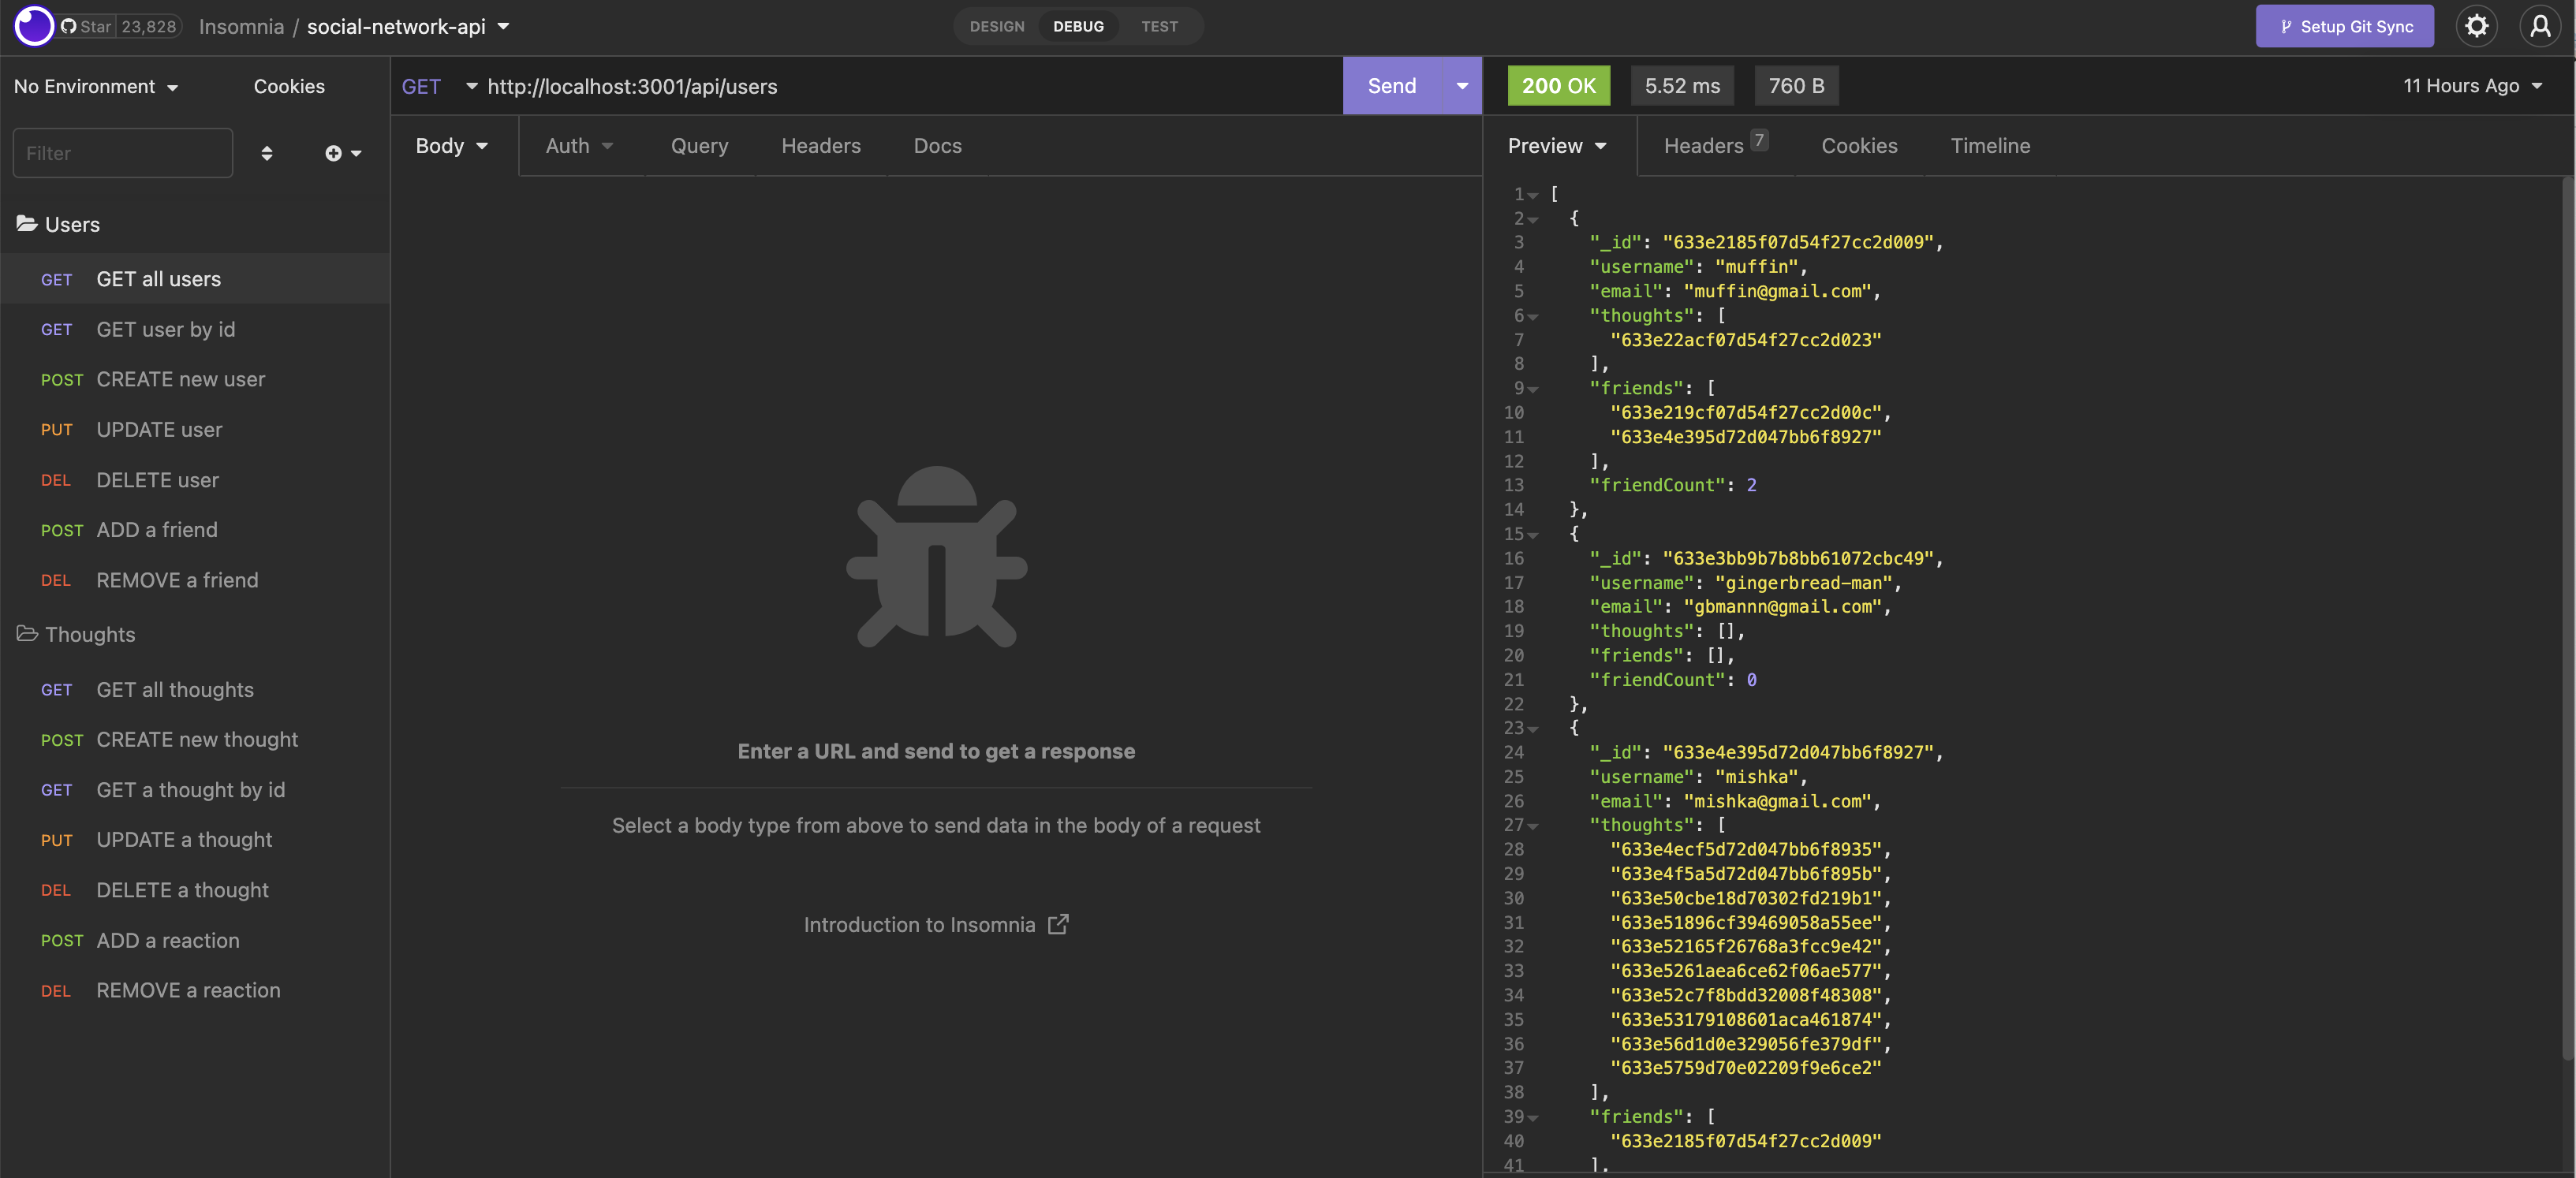 Star 23,828 Insomnia / social-network-api
DESIGN DEBUG TEST
Setup Git Sync
No Environment Cookies
Filter
Users
GET GET all users
GET GET user by id
POST CREATE new user
PUT UPDATE user
DEL DELETE user
POST ADD a friend
DEL REMOVE a friend
Thoughts
GET GET all thoughts
POST CREATE new thought
GET GET a thought by id
PUT UPDATE a thought
DEL DELETE a thought
POST ADD a reaction
DEL REMOVE a reaction
GET http://localhost:3001/api/users Send
Body Auth Query Headers Docs
Enter a URL and send to get a response
Select a body type from above to send data in the body of a request
Introduction to Insomnia
200 OK 5.52 ms 760 B 11 Hours Ago
Preview Headers 7 Cookies Timeline
1 [
2 {
3 "_id": "633e2185f07d54f27cc2d009",
4 "username": "muffin",
5 "email": "muffin@gmail.com",
6 "thoughts": [
7 "633e22acf07d54f27cc2d023"
8 ],
9 "friends": [
10 "633e219cf07d54f27cc2d00c",
11 "633e4e395d72d047bb6f8927"
12 ],
13 "friendCount": 2
14 },
15 {
16 "_id": "633e3bb9b7b8bb61072cbc49",
17 "username": "gingerbread-man",
18 "email": "gbmannn@gmail.com",
19 "thoughts": [],
20 "friends": [],
21 "friendCount": 0
22 },
23 {
24 "_id": "633e4e395d72d047bb6f8927",
25 "username": "mishka",
26 "email": "mishka@gmail.com",
27 "thoughts": [
28 "633e4ecf5d72d047bb6f8935",
29 "633e4f5a5d72d047bb6f895b",
30 "633e50cbe18d70302fd219b1",
31 "633e51896cf39469058a55ee",
32 "633e52165f26768a3fcc9e42",
33 "633e5261aea6ce62f06ae577",
34 "633e52c7f8bdd32008f48308",
35 "633e53179108601aca461874",
36 "633e56d1d0e329056fe379df",
37 "633e5759d70e02209f9e6ce2"
38 ],
39 "friends": [
40 "633e2185f07d54f27cc2d009"
41 ],